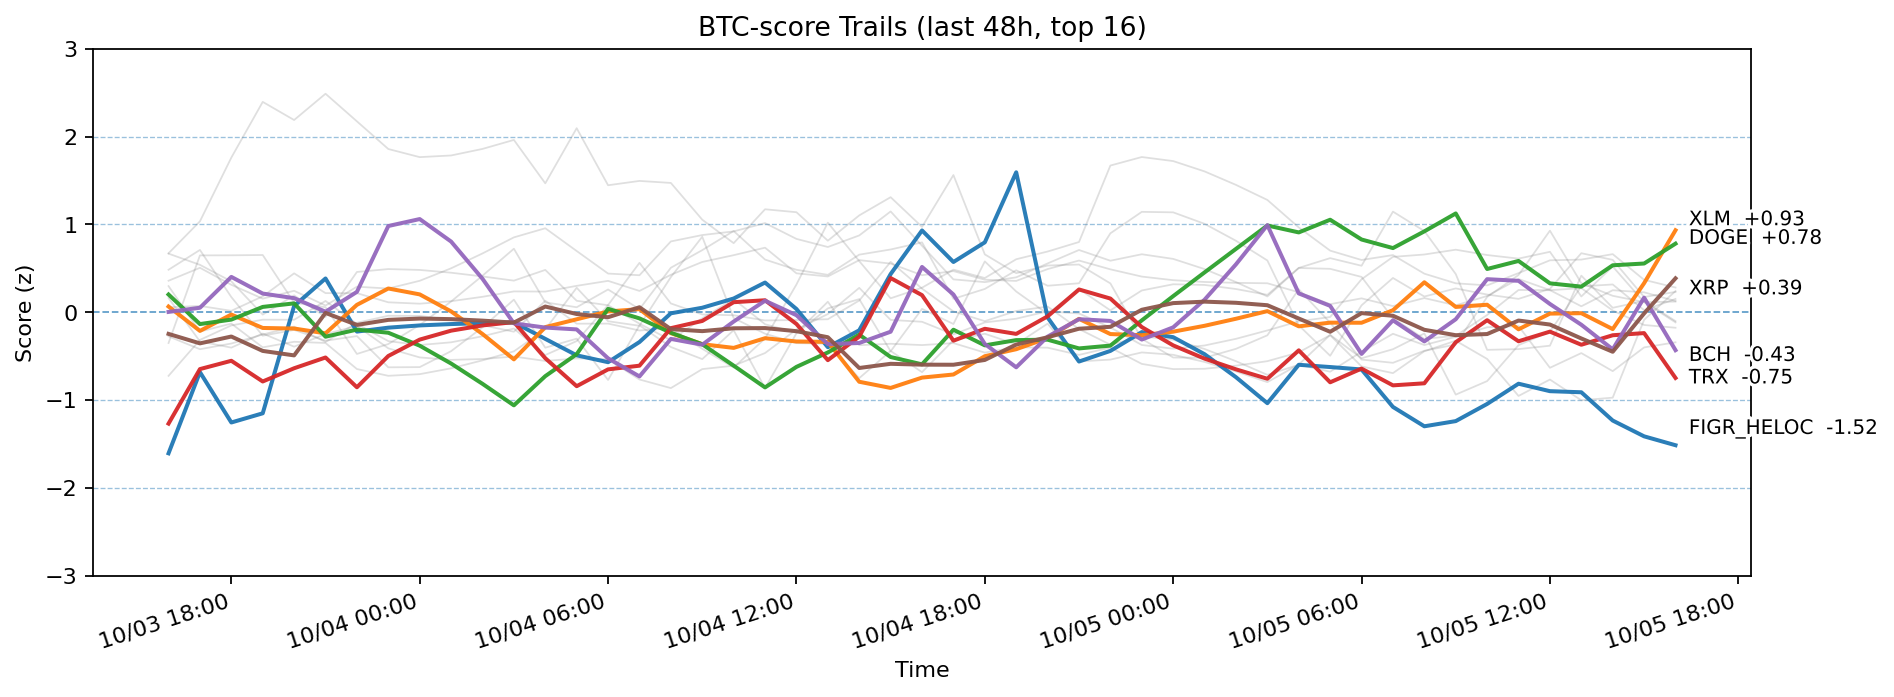 BTC-score Trails (last 48h, top 16)
Score (z)
3
2
1
0
−1
−2
−3
XLM +0.93
DOGE +0.78
XRP +0.39
BCH -0.43
TRX -0.75
FIGR_HELOC -1.52
10/03 18:00
10/04 00:00
10/04 06:00
10/04 12:00
10/04 18:00
10/05 00:00
10/05 06:00
10/05 12:00
10/05 18:00
Time